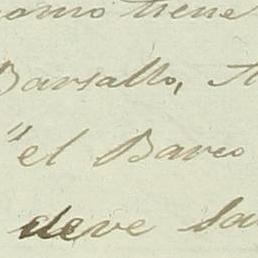 como tiene
Barsallo,
"el Barco
deve